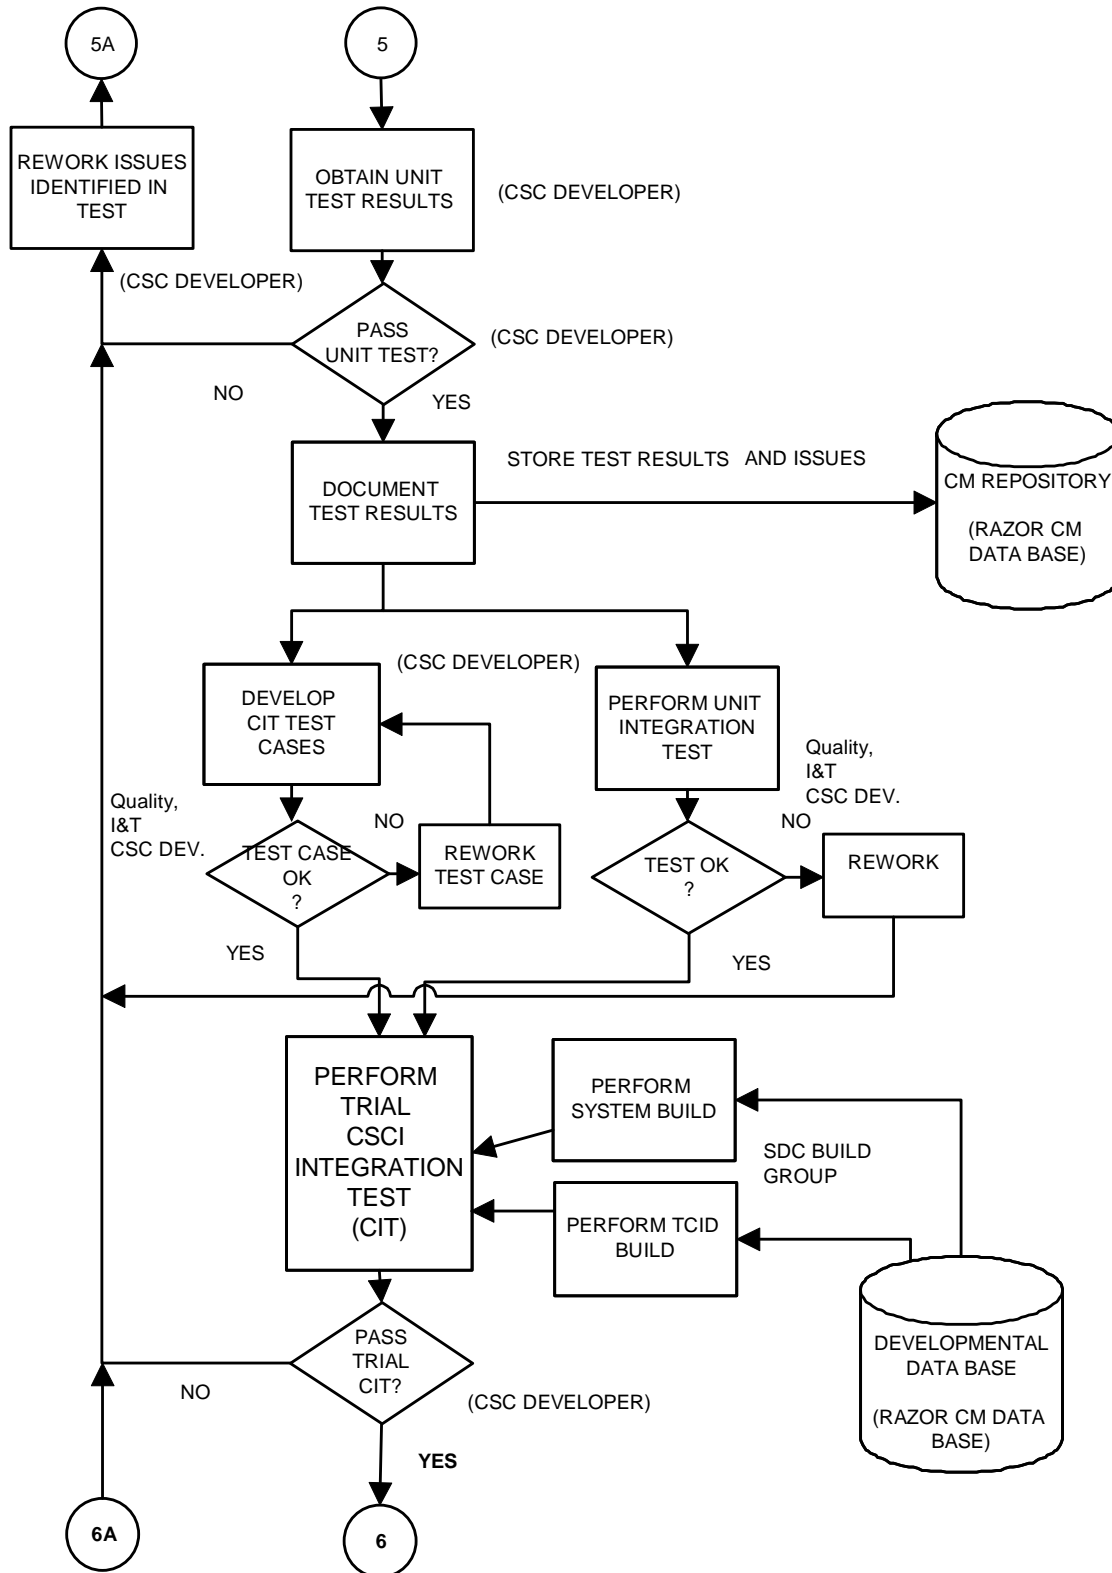 5A
5
REWORK ISSUES
IDENTIFIED IN
TEST
OBTAIN UNIT
TEST RESULTS
(CSC DEVELOPER)
(CSC DEVELOPER)
PASS
UNIT TEST?
(CSC DEVELOPER)
NO
YES
DOCUMENT
TEST RESULTS
STORE TEST RESULTS AND ISSUES
CM REPOSITORY
(RAZOR CM
DATA BASE)
(CSC DEVELOPER)
DEVELOP
CIT TEST
CASES
PERFORM UNIT
INTEGRATION
TEST
Quality,
I&T
CSC DEV.
Quality,
I&T
CSC DEV.
TEST CASE
OK
?
NO
REWORK
TEST CASE
TEST OK
?
NO
REWORK
YES
YES
PERFORM
TRIAL
CSCI
INTEGRATION
TEST
(CIT)
PERFORM
SYSTEM BUILD
SDC BUILD
GROUP
PERFORM TCID
BUILD
DEVELOPMENTAL
DATA BASE
(RAZOR CM DATA
BASE)
PASS
TRIAL
CIT?
NO
(CSC DEVELOPER)
YES
6A
6